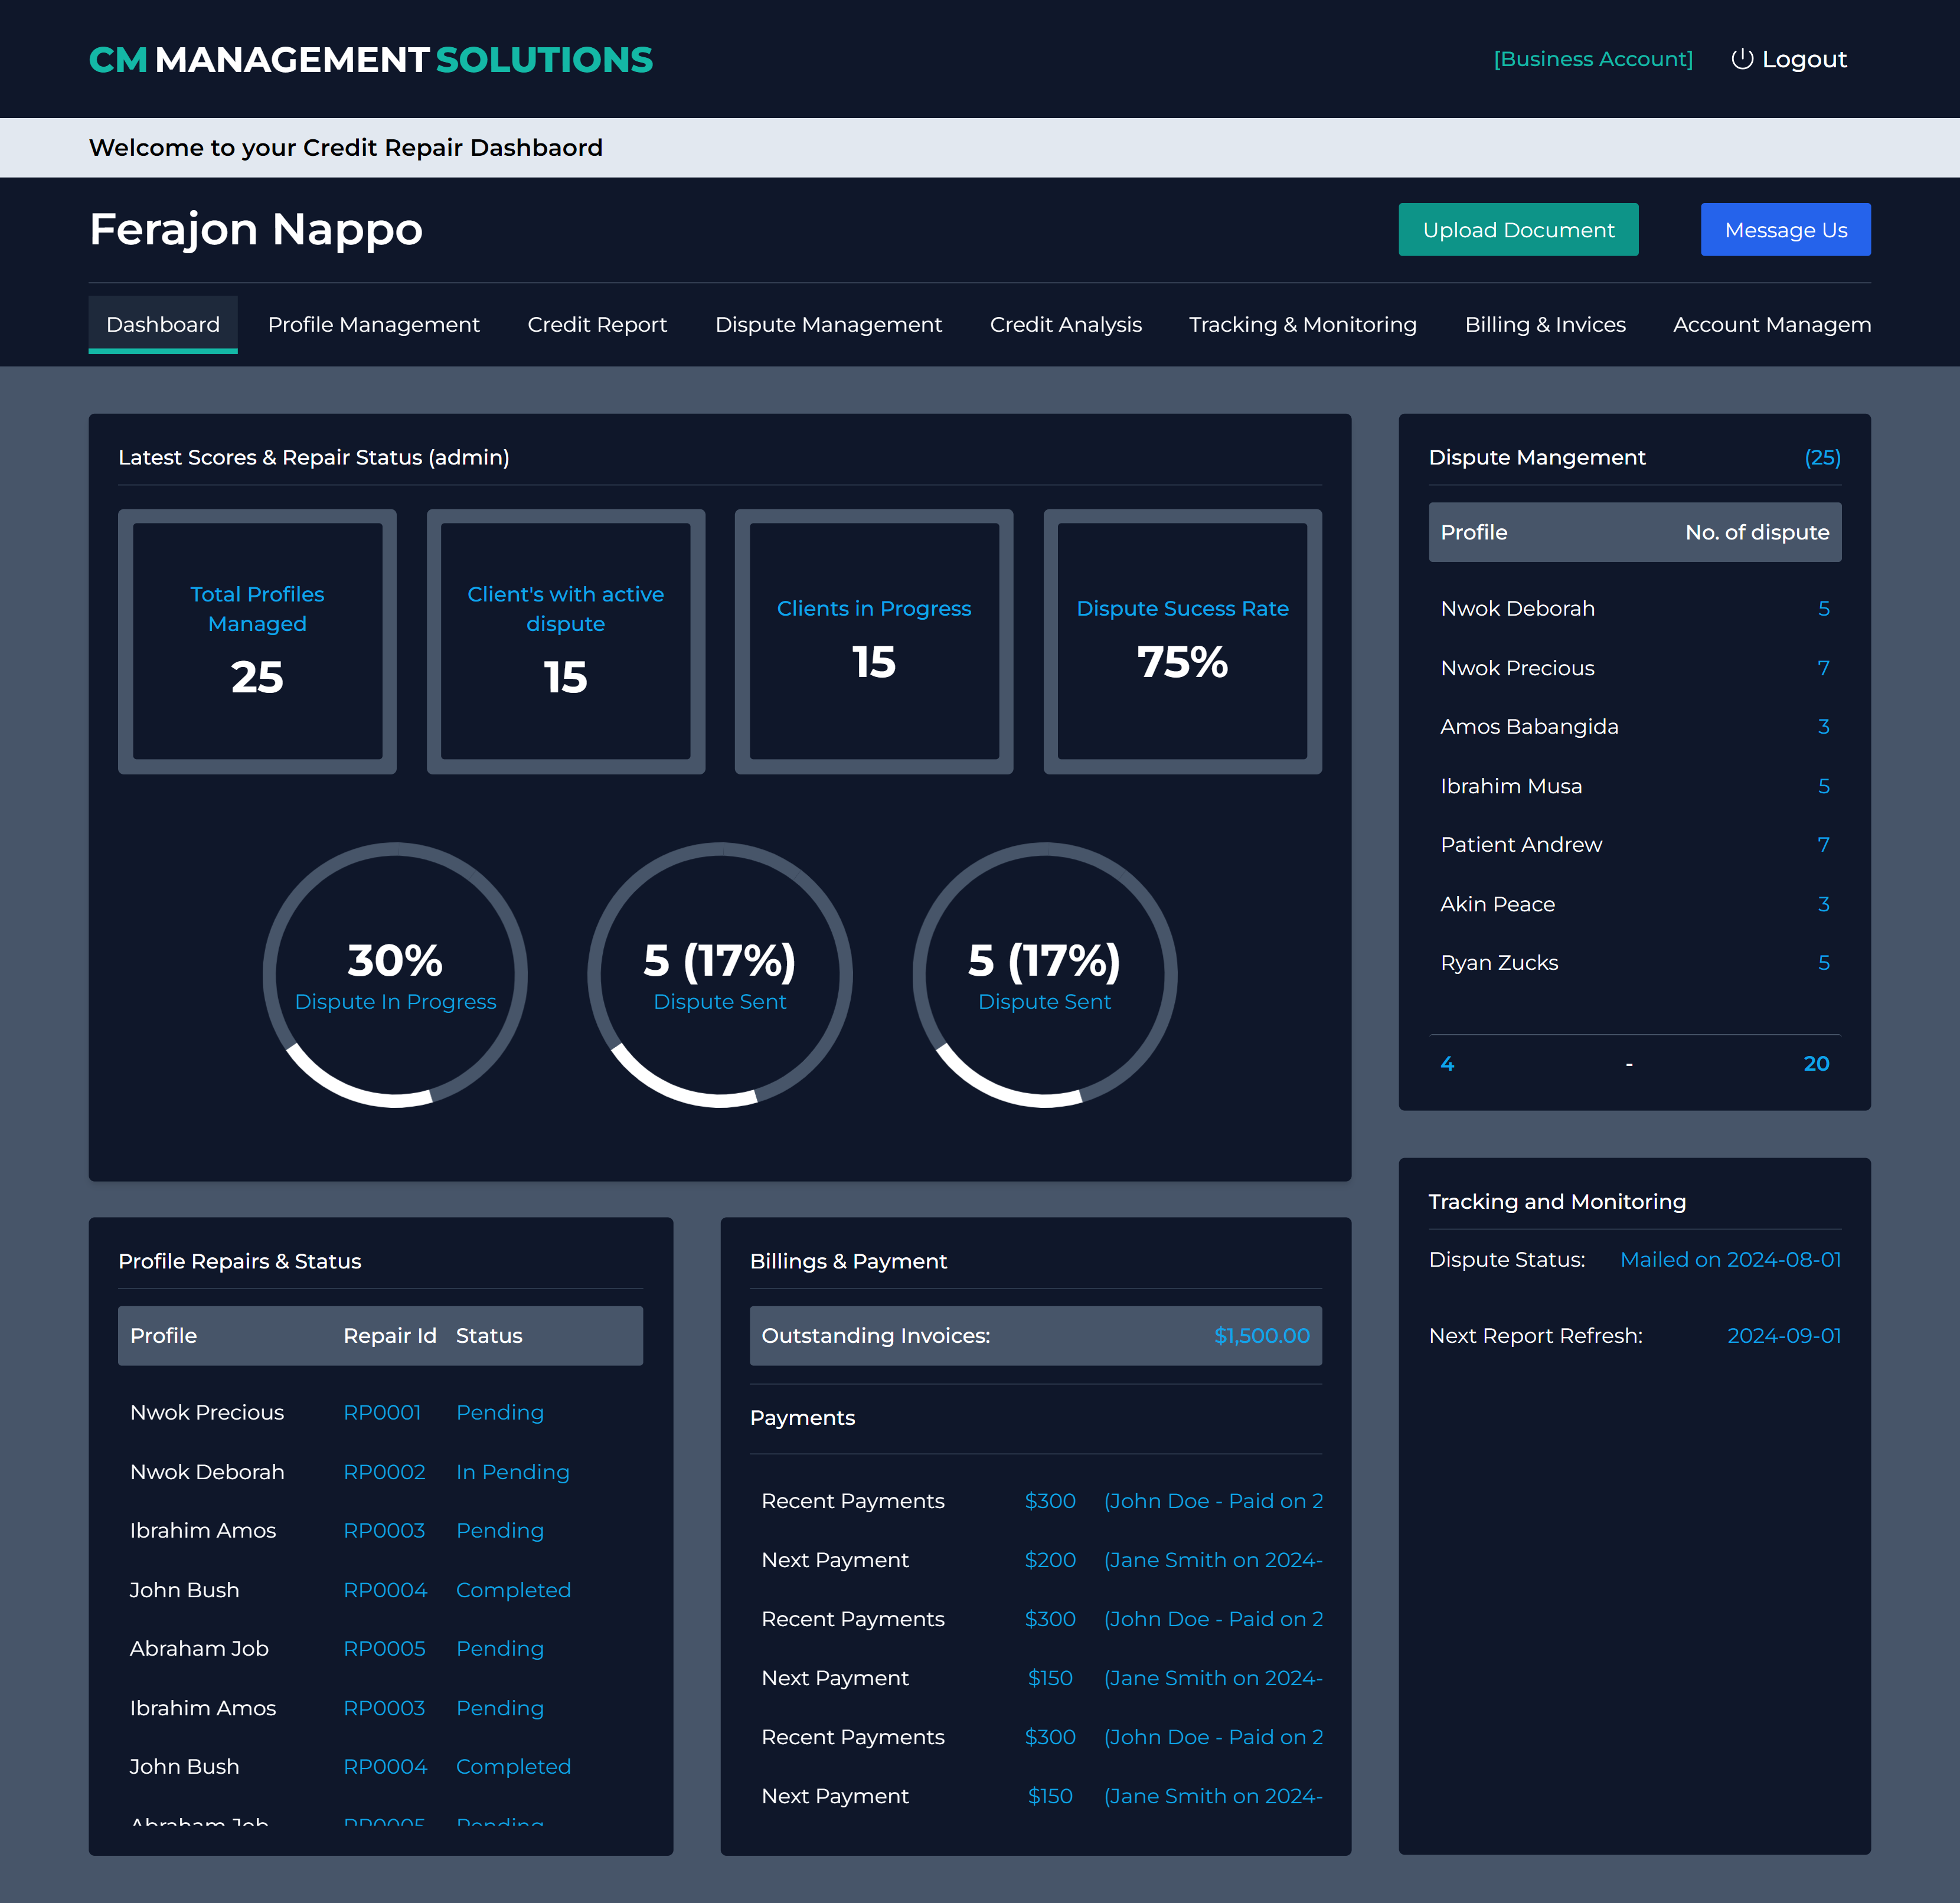 CM MANAGEMENT SOLUTIONS
[Business Account] Logout
Welcome to your Credit Repair Dashbaord
Ferajon Nappo
Upload Document Message Us
Dashboard Profile Management Credit Report Dispute Management Credit Analysis Tracking & Monitoring Billing & Invices Account Managem
Latest Scores & Repair Status (admin)
Total Profiles
Managed
25
Client's with active
dispute
15
Clients in Progress
15
Dispute Sucess Rate
75%
30%
Dispute In Progress
5 (17%)
Dispute Sent
5 (17%)
Dispute Sent
Dispute Mangement (25)
Profile No. of dispute
Nwok Deborah 5
Nwok Precious 7
Amos Babangida 3
Ibrahim Musa 5
Patient Andrew 7
Akin Peace 3
Ryan Zucks 5
4 - 20
Profile Repairs & Status
Profile Repair Id Status
Nwok Precious RP0001 Pending
Nwok Deborah RP0002 In Pending
Ibrahim Amos RP0003 Pending
John Bush RP0004 Completed
Abraham Job RP0005 Pending
Ibrahim Amos RP0003 Pending
John Bush RP0004 Completed
Abraham Job RP0005 Pending
Billings & Payment
Outstanding Invoices: $1,500.00
Payments
Recent Payments $300 (John Doe - Paid on 2
Next Payment $200 (Jane Smith on 2024-
Recent Payments $300 (John Doe - Paid on 2
Next Payment $150 (Jane Smith on 2024-
Recent Payments $300 (John Doe - Paid on 2
Next Payment $150 (Jane Smith on 2024-
Tracking and Monitoring
Dispute Status: Mailed on 2024-08-01
Next Report Refresh: 2024-09-01